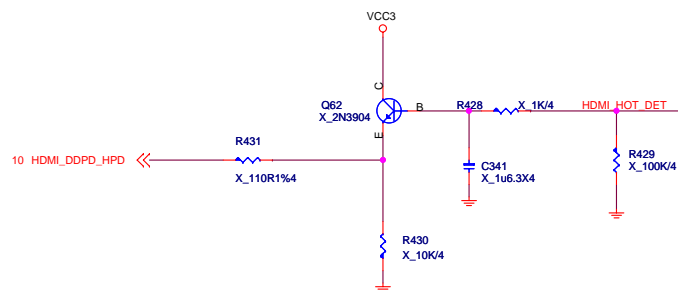 VCC3
C
Q62
X_2N3904
B
R428
X_1K/4
HDMI_HOT_DET
E
R431
10 HDMI_DDPD_HPD
X_110R1%4
C341
X_1u6.3X4
R429
X_100K/4
R430
X_10K/4